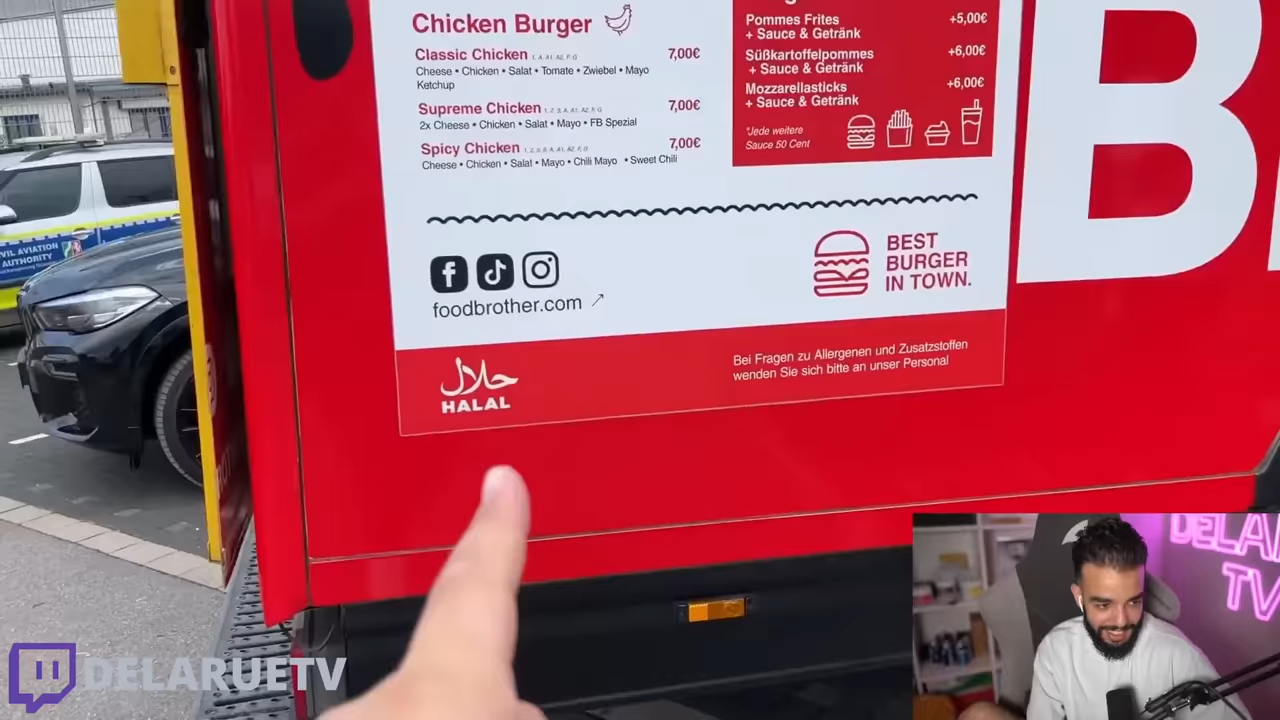 Chicken Burger
Classic Chicken
7,00€
Cheese • Chicken • Salat • Tomate • Zwiebel • Mayo
Ketchup
Supreme Chicken
7,00€
2x Cheese • Chicken • Salat • Mayo • FB Spezial
Spicy Chicken
7,00€
Cheese • Chicken • Salat • Mayo • Chili Mayo • Sweet Chili
Pommes Frites
+ Sauce & Getränk
+5,00€
Süßkartoffelpommes
+ Sauce & Getränk
+6,00€
Mozzarellasticks
+ Sauce & Getränk
+6,00€
*Jede weitere
Sauce 50 Cent
foodbrother.com
BEST
BURGER
IN TOWN.
حلال
HALAL
Bei Fragen zu Allergenen und Zusatzstoffen
wenden Sie sich bitte an unser Personal
B
VIL AVIATION
AUTHORITY
DELARUETV
DELA
TV